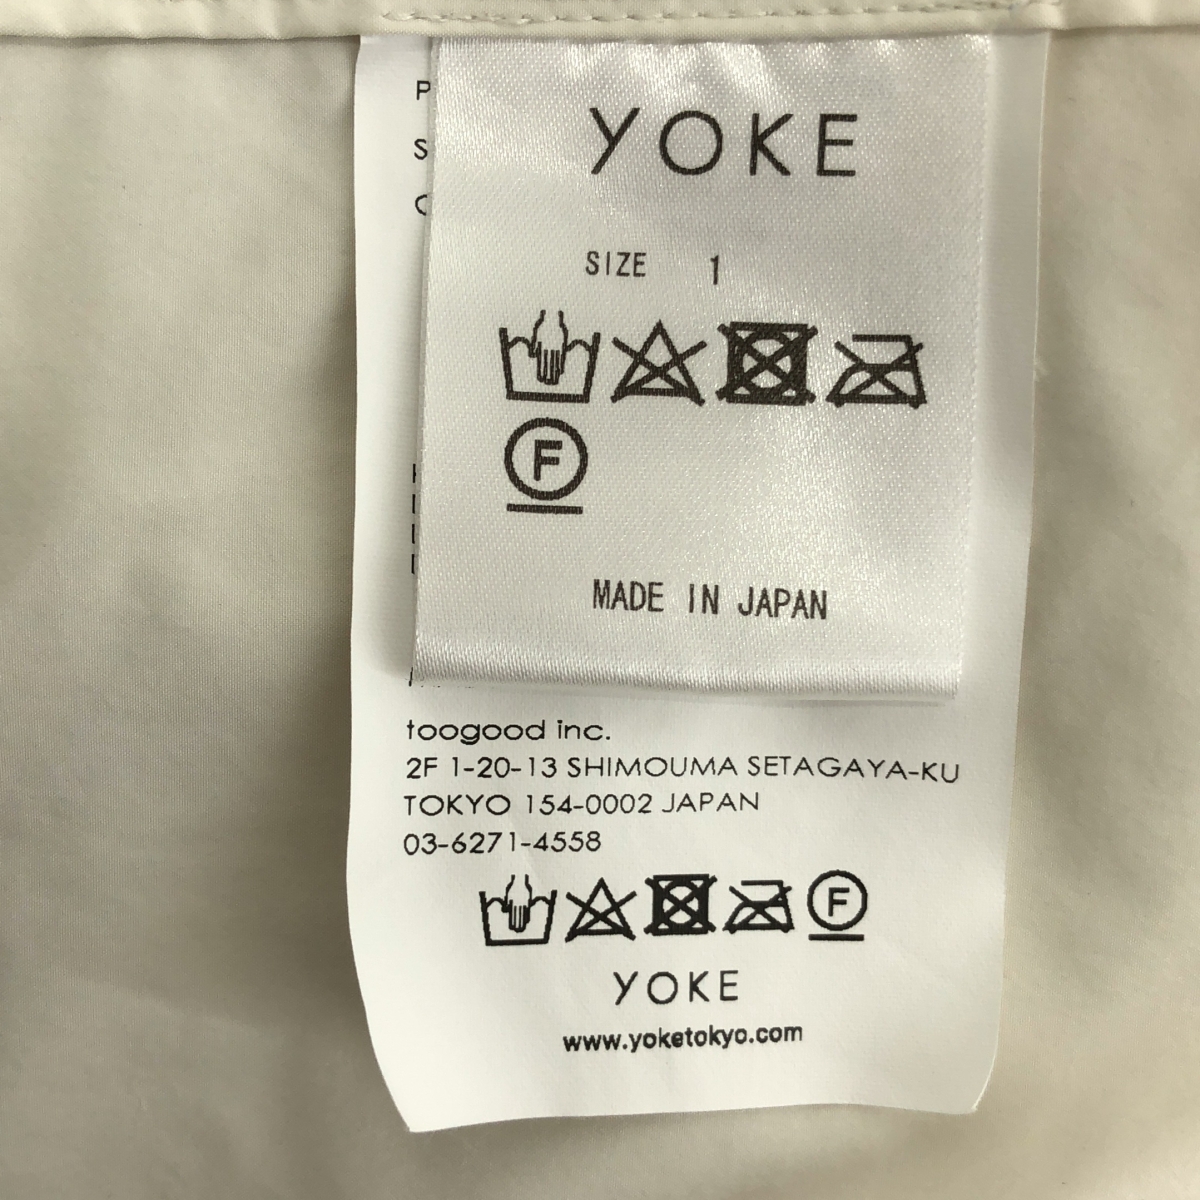 YOKE
SIZE 1
F
MADE IN JAPAN
toogood inc.
2F 1-20-13 SHIMOUMA SETAGAYA-KU
TOKYO 154-0002 JAPAN
03-6271-4558
F
YOKE
www.yoketokyo.com